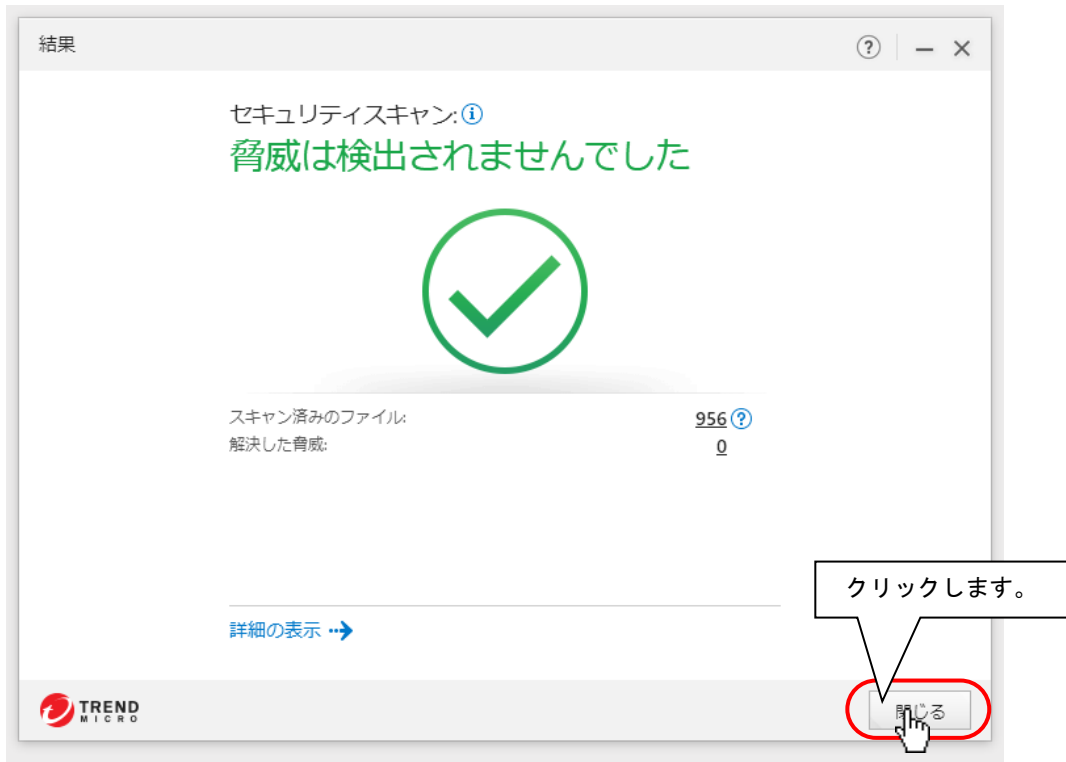 結果
セキュリティスキャン:
脅威は検出されませんでした
スキャン済みのファイル: 956
解決した脅威: 0
クリックします。
詳細の表示
TREND
MICRO
閉じる